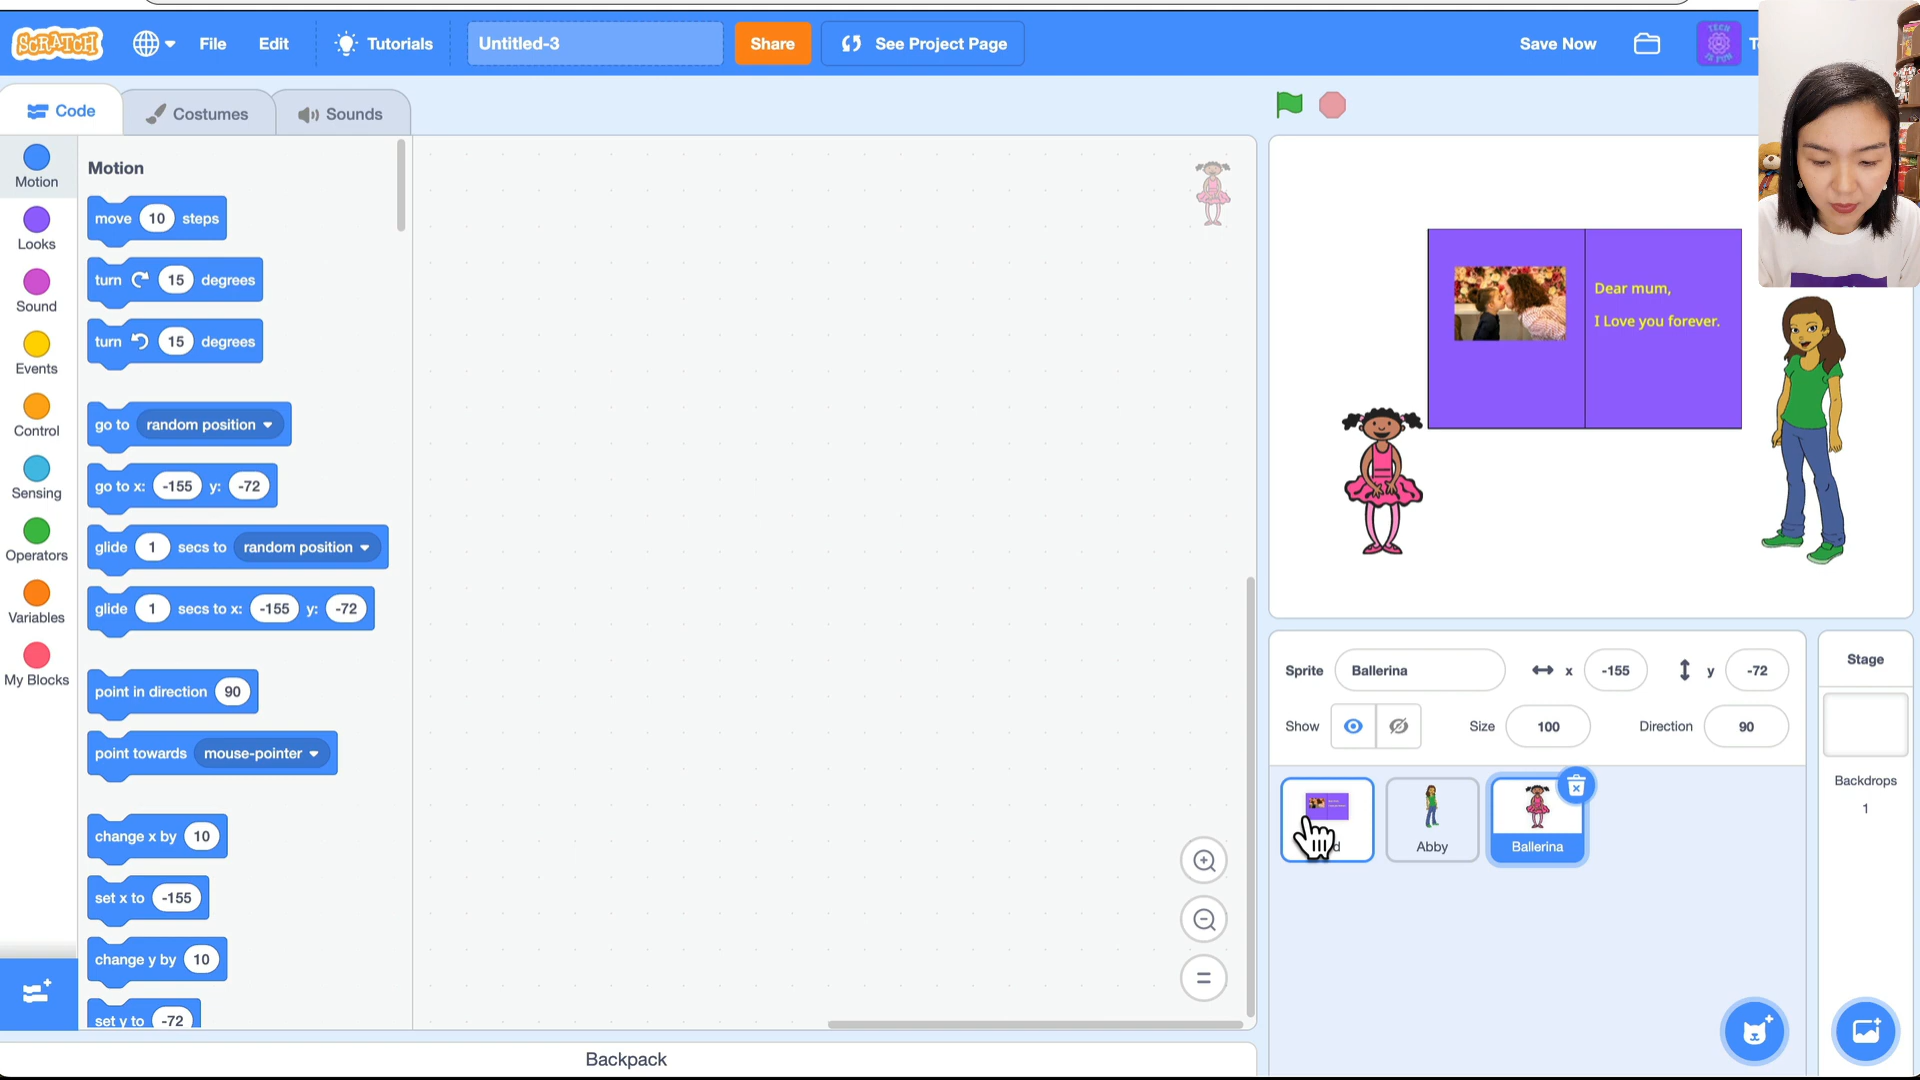 SCRATCH
File
Edit
Tutorials
Untitled-3
Share
See Project Page
Save Now
TECH
IS FUN
Code
Costumes
Sounds
Motion
Looks
Sound
Events
Control
Sensing
Operators
Variables
My Blocks
Motion
move 10 steps
turn 15 degrees
turn 15 degrees
go to random position
go to x: -155 y: -72
glide 1 secs to random position
glide 1 secs to x: -155 y: -72
point in direction 90
point towards mouse-pointer
change x by 10
set x to -155
change y by 10
set y to -72
Backpack
Dear mum,
I Love you forever.
Sprite Ballerina x -155 y -72
Show Size 100 Direction 90
Abby
Ballerina
Stage
Backdrops
1